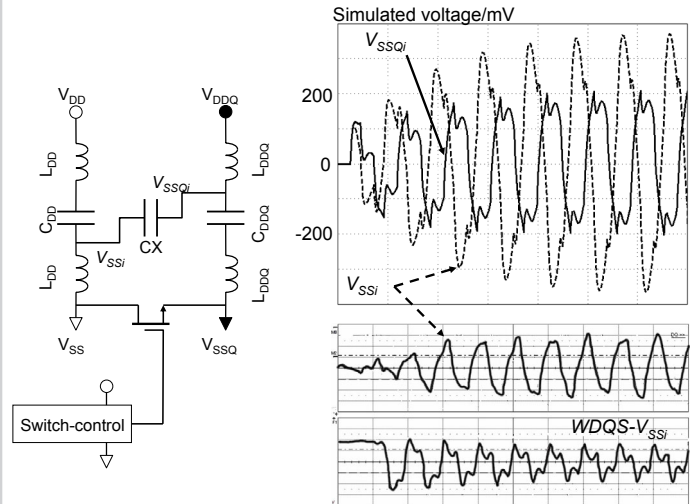 Simulated voltage/mV
V_SSQi
200
0
-200
V_SSi
V_DD
V_DDQ
L_DD
L_DDQ
V_SSQi
C_DD
CX
C_DDQ
V_SSi
L_DD
L_DDQ
V_SS
V_SSQ
Switch-control
WDQS-V_SSi